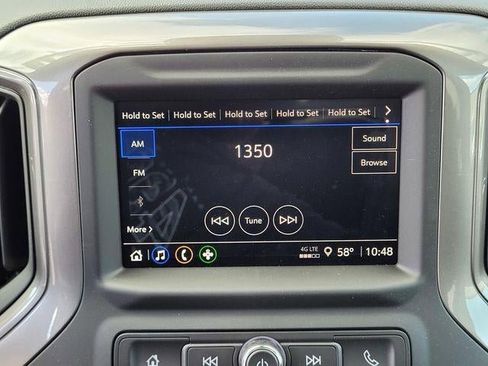 Hold to Set Hold to Set Hold to Set Hold to Set Hold to Set
AM
1350
Sound
FM
Browse
Tune
More
4G LTE
58° 10:48